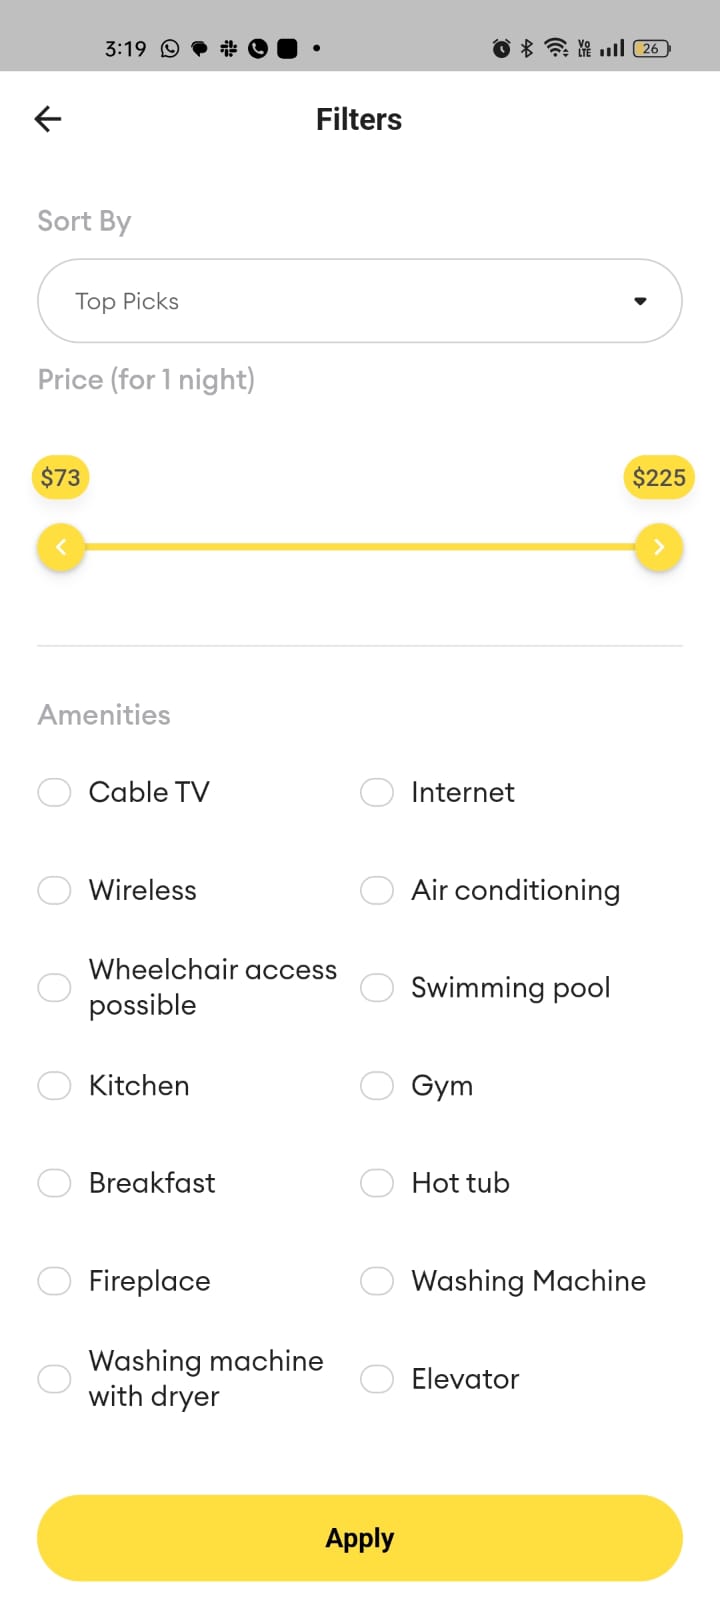 3:19
VO LTE
26
Filters
Sort By
Top Picks
Price (for 1 night)
$73
$225
Amenities
Cable TV
Internet
Wireless
Air conditioning
Wheelchair access
possible
Swimming pool
Kitchen
Gym
Breakfast
Hot tub
Fireplace
Washing Machine
Washing machine
with dryer
Elevator
Apply